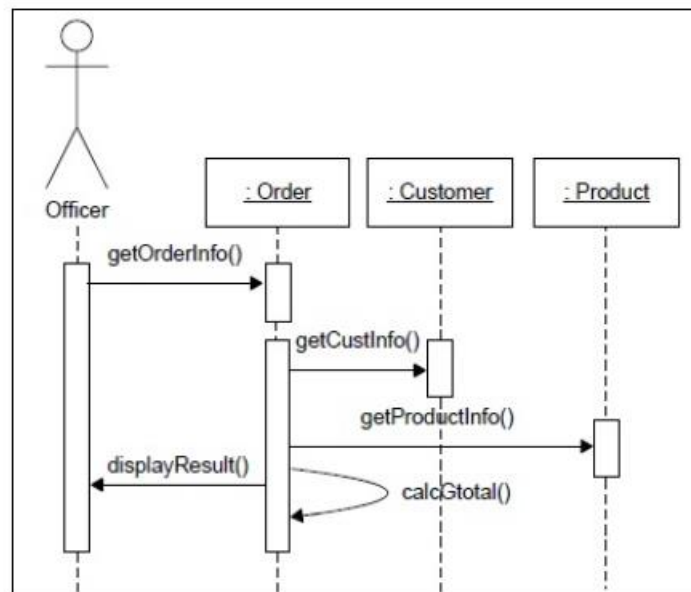 Officer
: Order
: Customer
: Product
getOrderInfo()
getCustInfo()
getProductInfo()
displayResult()
calcGtotal()